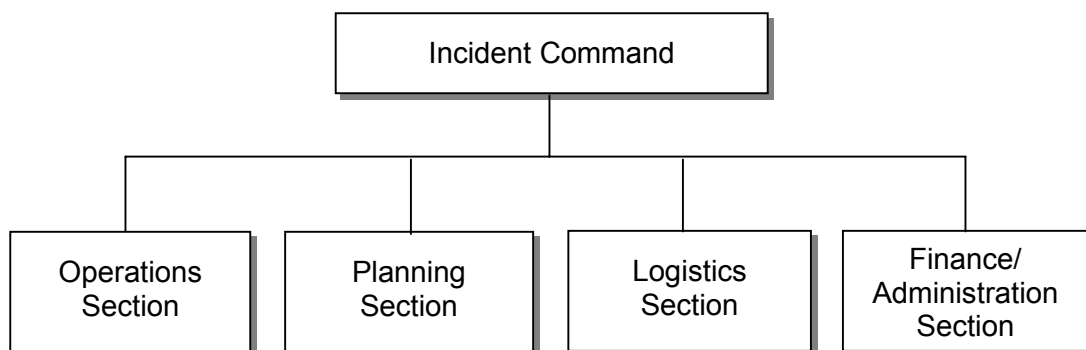 Incident Command
Operations
Section
Planning
Section
Logistics
Section
Finance/
Administration
Section